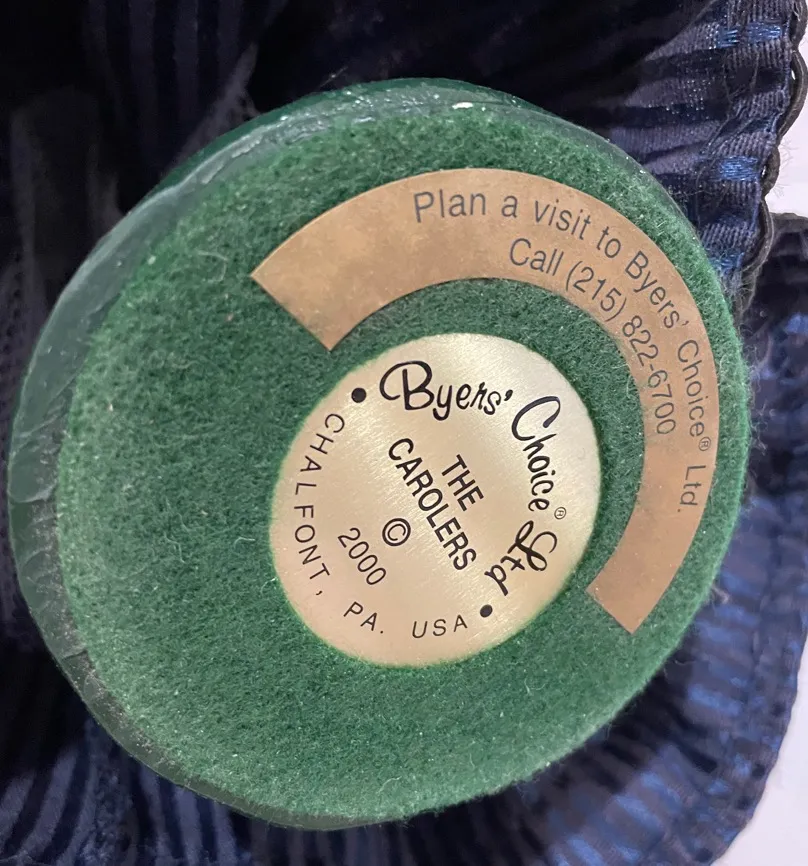 Plan a visit to Byers' Choice® Ltd.
Call (215) 822-6700
Byers' Choice® Ltd
THE
CAROLERS
©
2000
CHALFONT, PA. USA